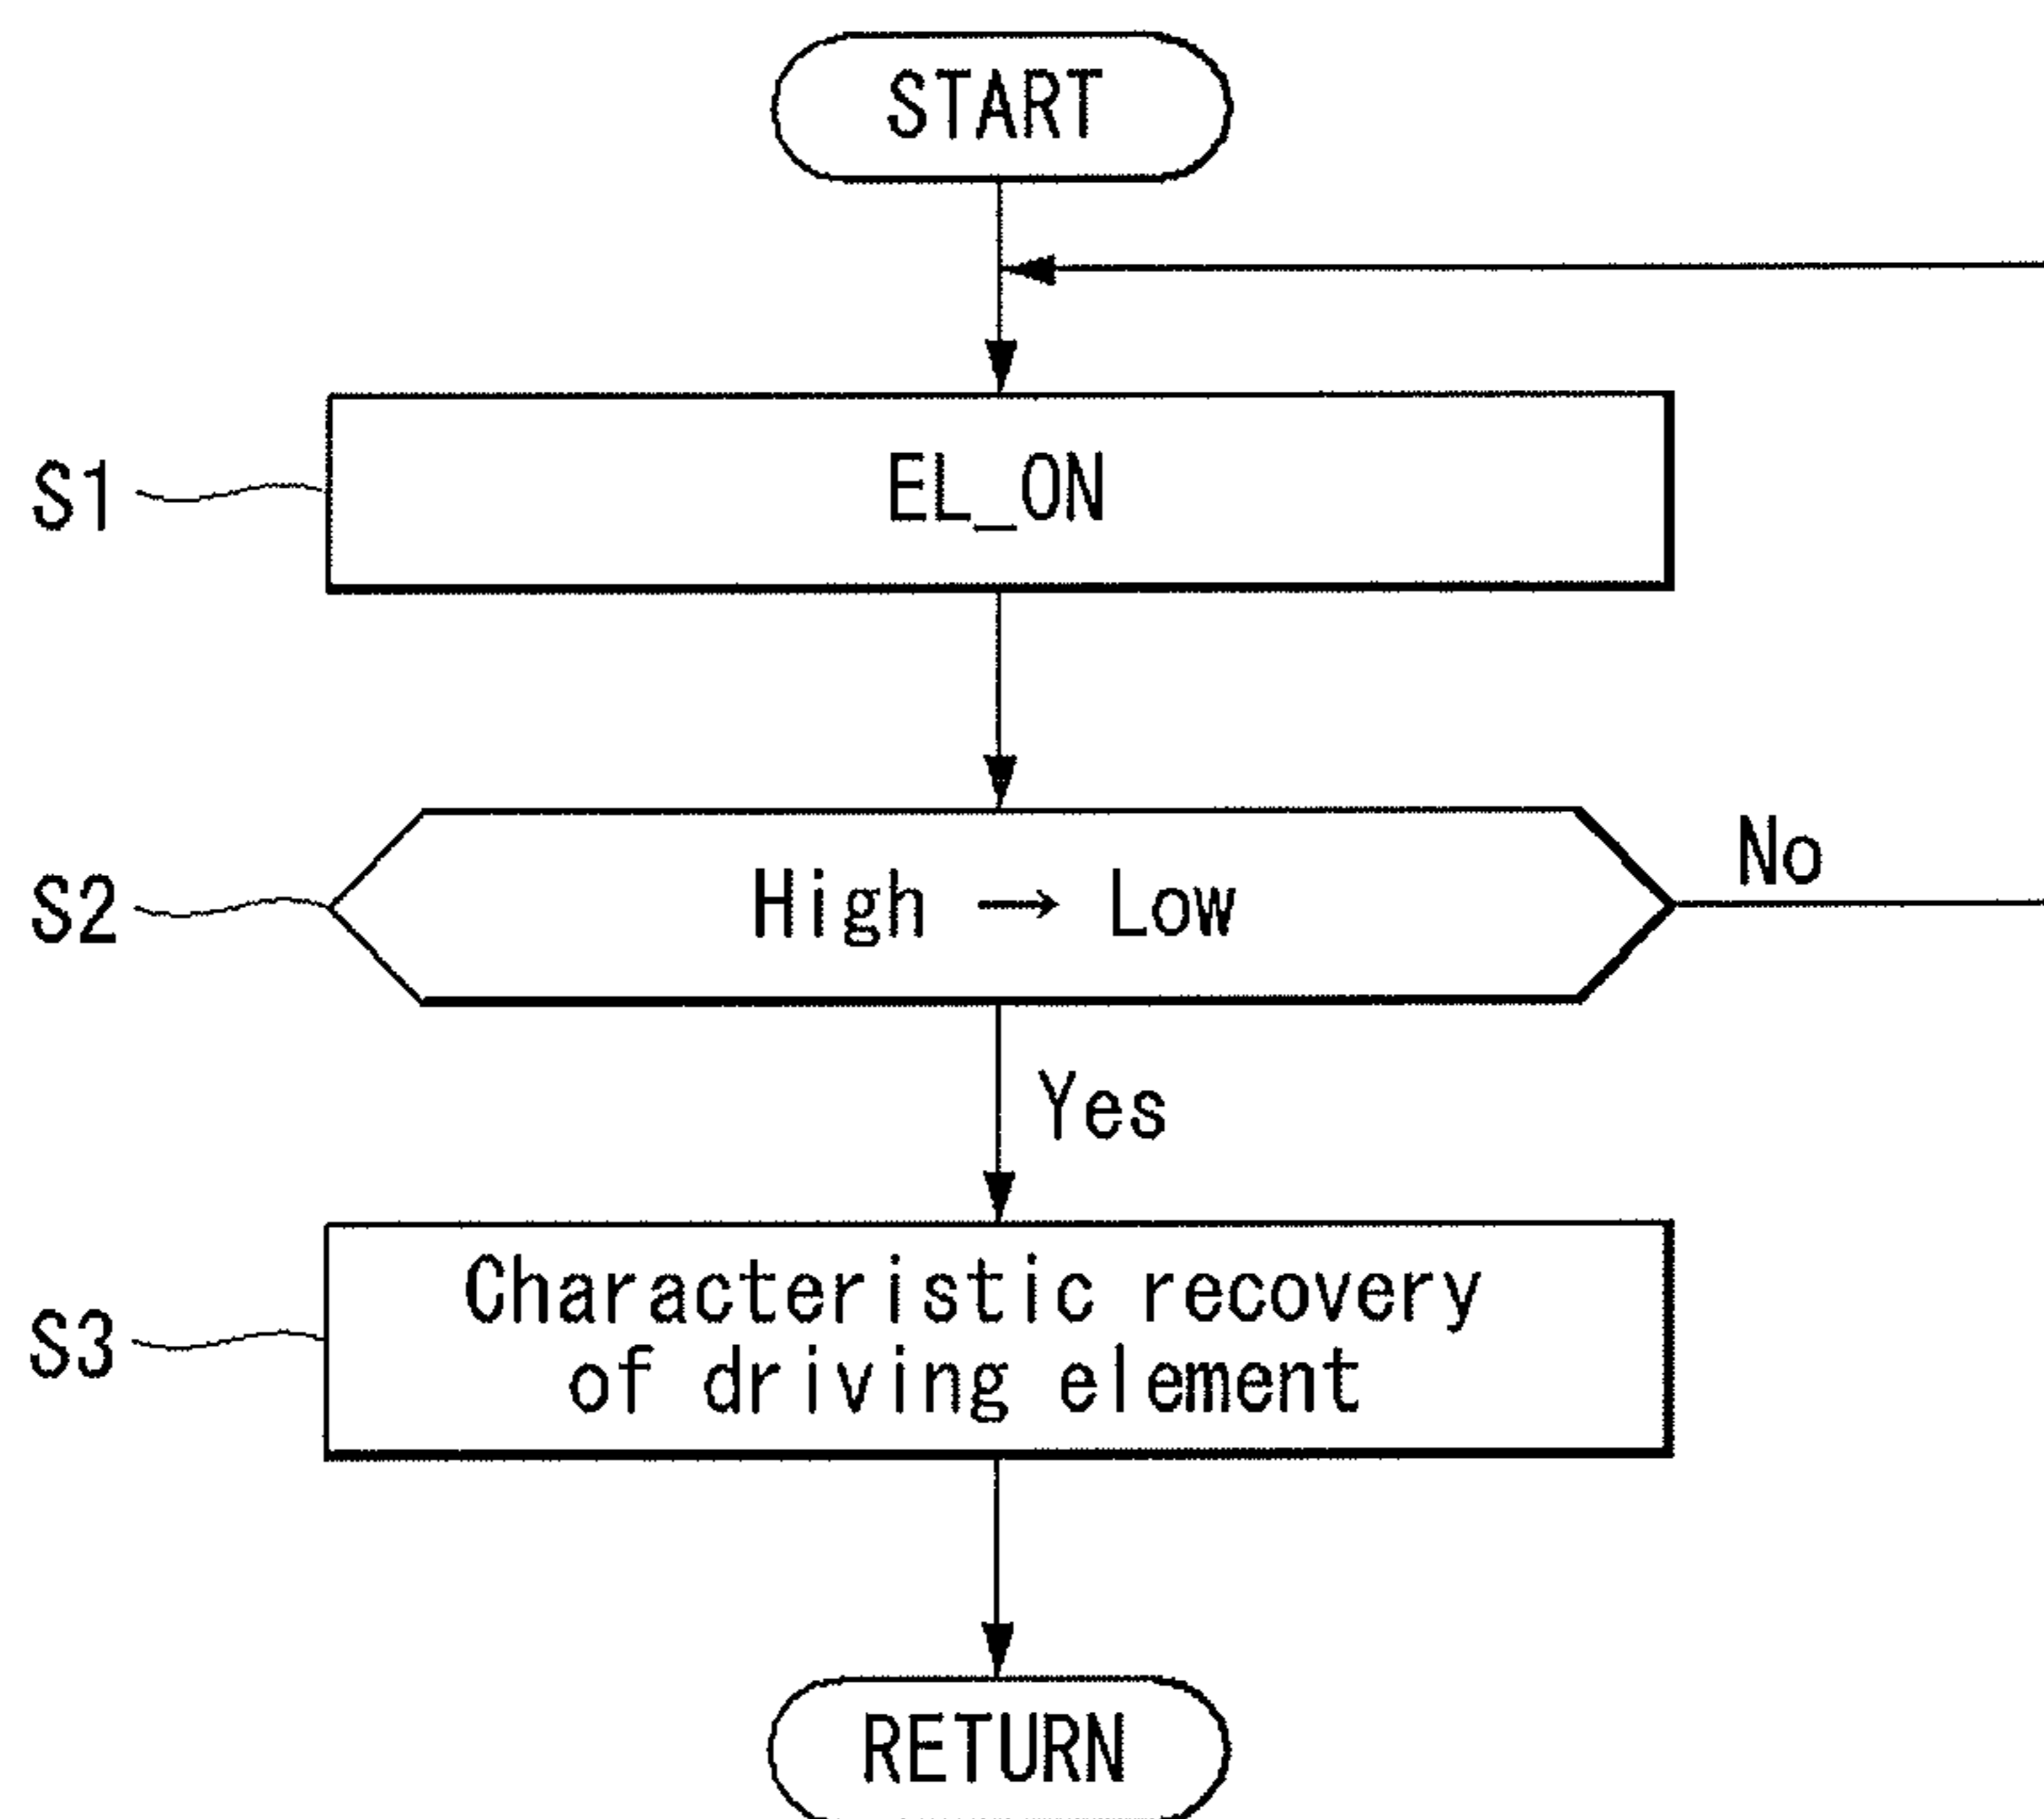 START
S1
EL_ON
S2
High → Low
No
Yes
S3
Characteristic recovery
of driving element
RETURN